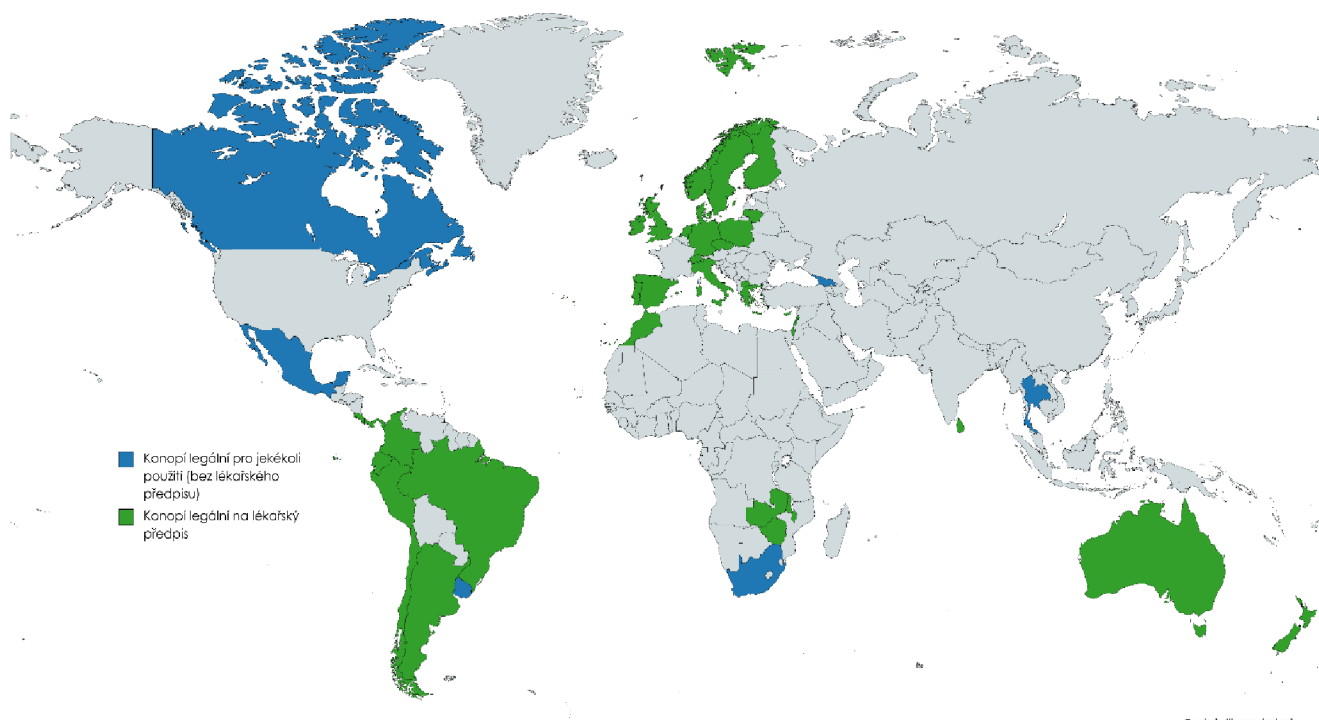 Konopí legální pro jekékoli
použití (bez lékařského
předpisu)
Konopí legální na lékařský
předpis